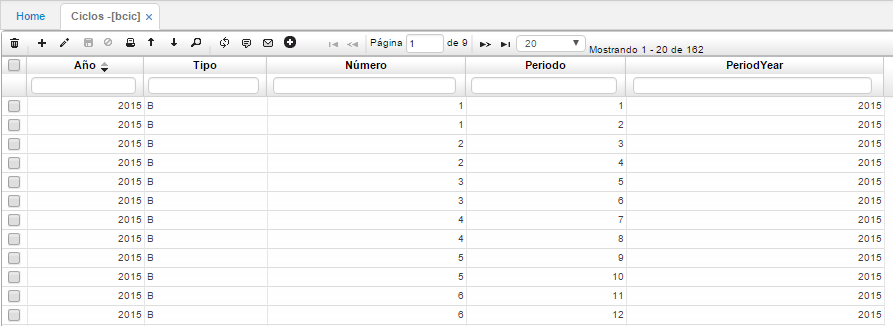 Home Ciclos -[bcic] ×
Página 1 de 9 20 Mostrando 1 - 20 de 162
Año Tipo Número Periodo PeriodYear
2015 B 1 1 2015
2015 B 1 2 2015
2015 B 2 3 2015
2015 B 2 4 2015
2015 B 3 5 2015
2015 B 3 6 2015
2015 B 4 7 2015
2015 B 4 8 2015
2015 B 5 9 2015
2015 B 5 10 2015
2015 B 6 11 2015
2015 B 6 12 2015